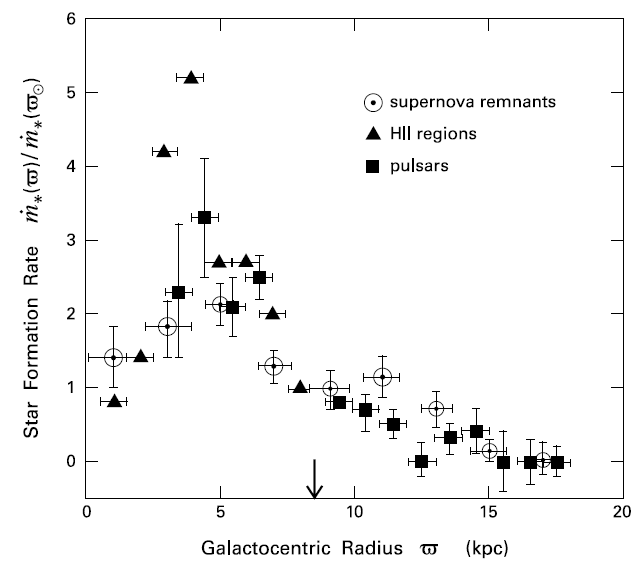 6
5
4
3
2
1
0
0
5
10
15
20
Star Formation Rate ṁ*(ϖ)/ṁ*(ϖ☉)
supernova remnants
HII regions
pulsars
Galactocentric Radius ϖ (kpc)